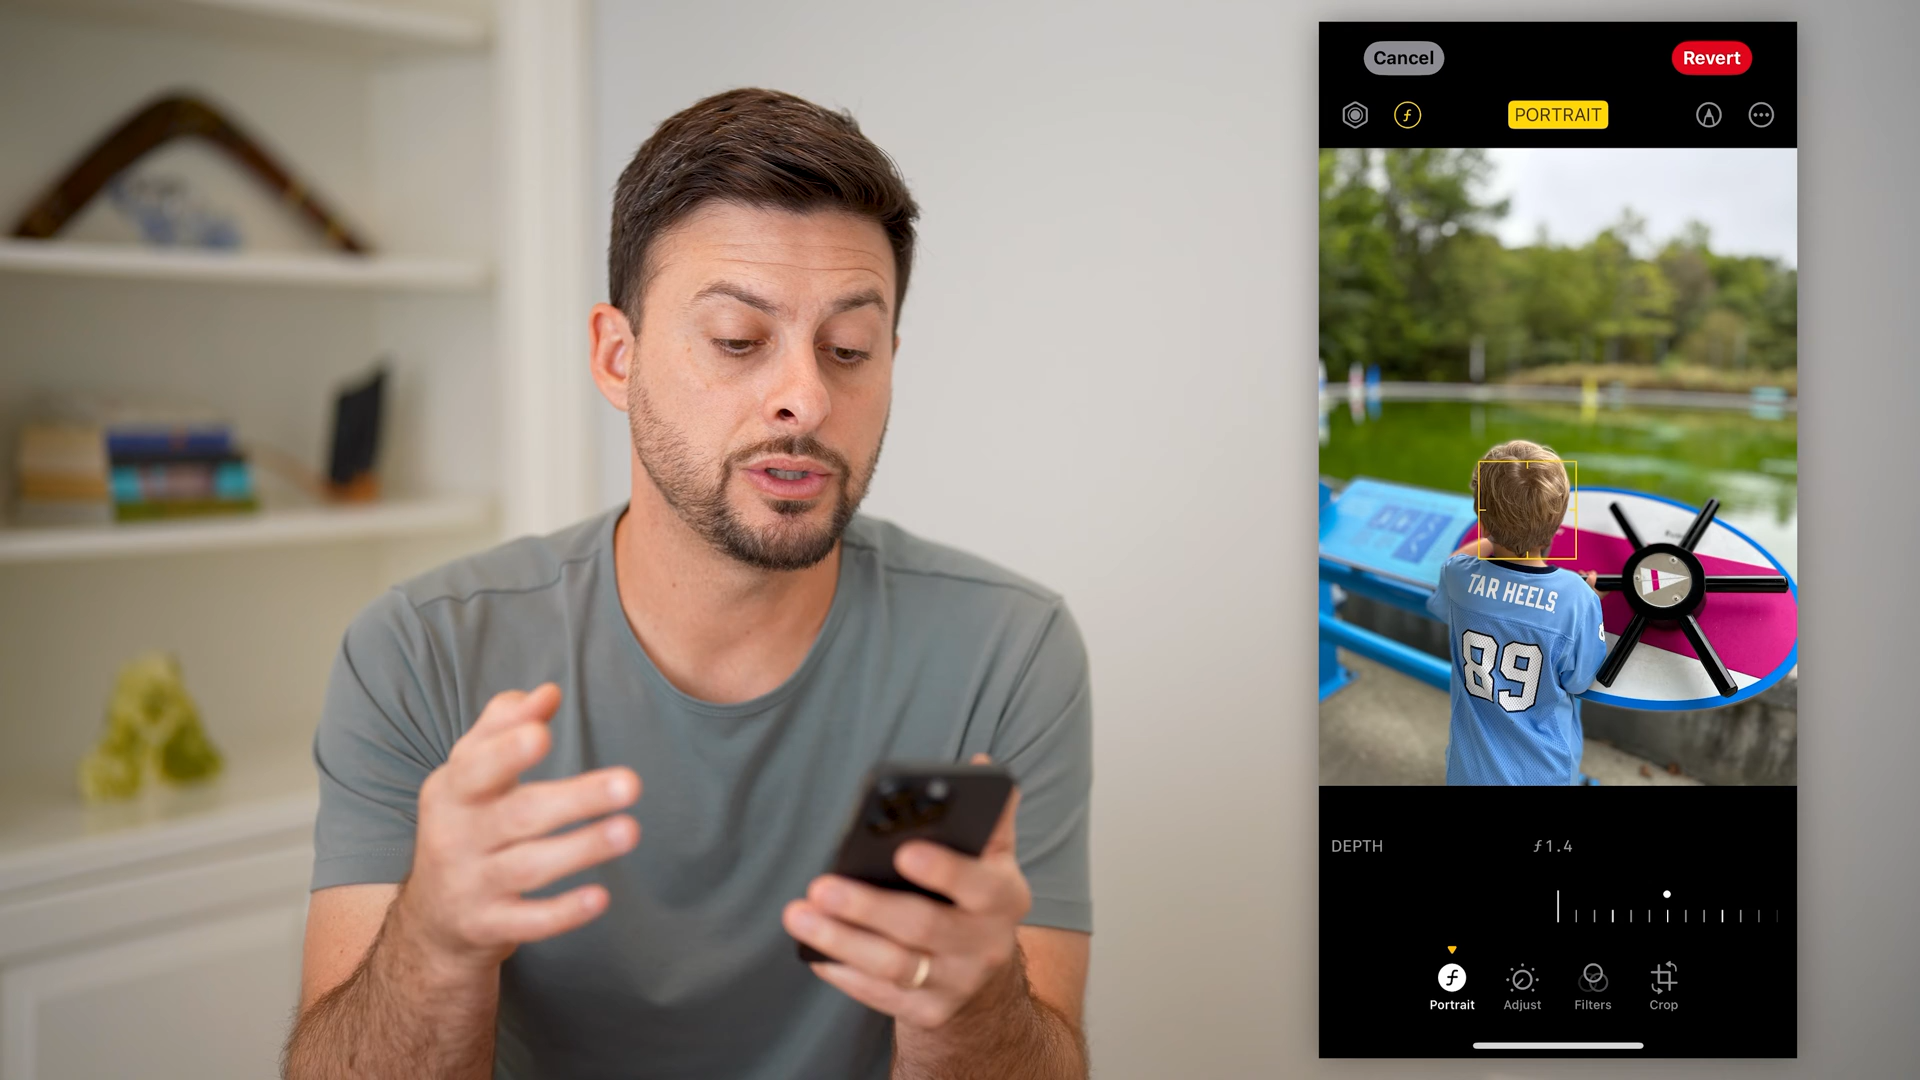 Cancel
Revert
PORTRAIT
TAR HEELS
89
DEPTH
ƒ1.4
Portrait
Adjust
Filters
Crop